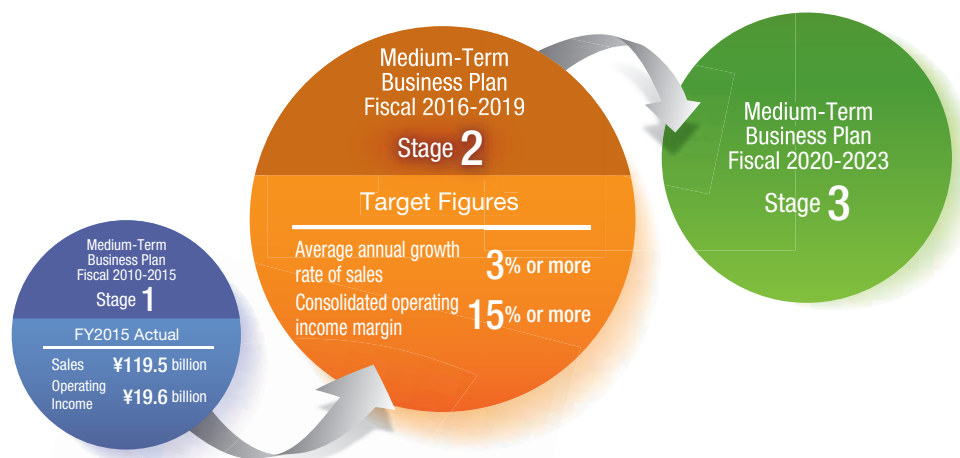 Medium-Term
Business Plan
Fiscal 2010-2015
Stage 1
FY2015 Actual
Sales ¥119.5 billion
Operating
Income ¥19.6 billion
Medium-Term
Business Plan
Fiscal 2016-2019
Stage 2
Target Figures
Average annual growth
rate of sales 3% or more
Consolidated operating
income margin 15% or more
Medium-Term
Business Plan
Fiscal 2020-2023
Stage 3